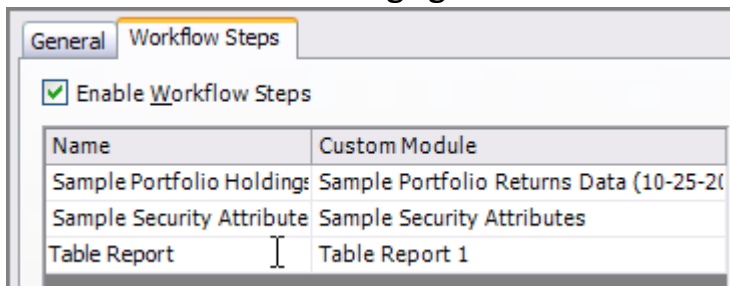 General Workflow Steps
Enable Workflow Steps
Name Custom Module
Sample Portfolio Holdings Sample Portfolio Returns Data (10-25-20
Sample Security Attribute Sample Security Attributes
Table Report Table Report 1